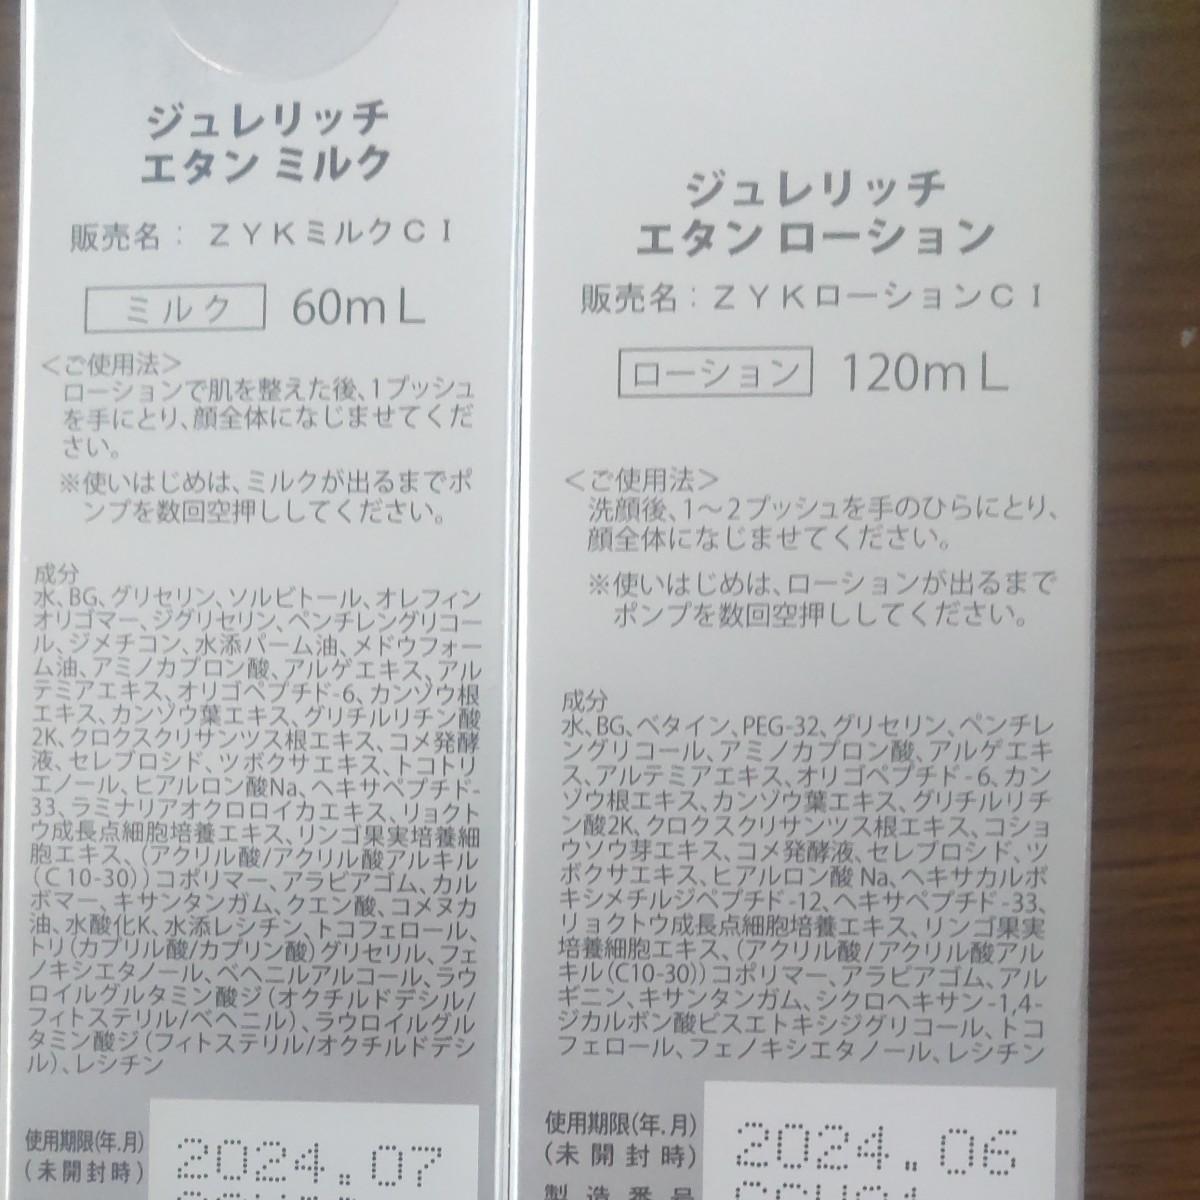 ジュレリッチ
エタン ミルク
販売名：ZYKミルクCI
ミルク 60mL
＜ご使用法＞
ローションで肌を整えた後、1プッシュ
を手にとり、顔全体になじませてくだ
さい。
※使いはじめは、ミルクが出るまでポ
ンプを数回空押ししてください。
成分
水、BG、グリセリン、ソルビトール、オレフィン
オリゴマー、ジグリセリン、ペンチレングリコー
ル、ジメチコン、水添パーム油、メドウフォー
ム油、アミノカプロン酸、アルゲエキス、アル
テミアエキス、オリゴペプチド-6、カンゾウ根
エキス、カンゾウ葉エキス、グリチルリチン酸
2K、クロクスクリサンツス根エキス、コメ発酵
液、セレブロシド、ツボクサエキス、トコトリ
エノール、ヒアルロン酸Na、ヘキサペプチド-
33、ラミナリアオクロロイカエキス、リョクト
ウ成長点細胞培養エキス、リンゴ果実培養細
胞エキス、（アクリル酸/アクリル酸アルキル
（C10-30））コポリマー、アラビアゴム、カル
ボマー、キサンタンガム、クエン酸、コメヌカ
油、水酸化K、水添レシチン、トコフェロール、
トリ（カプリル酸/カプリン酸）グリセリル、フェ
ノキシエタノール、ベヘニルアルコール、ラウ
ロイルグルタミン酸ジ（オクチルドデシル/
フィトステリル/ベヘニル）、ラウロイルグル
タミン酸ジ（フィトステリル/オクチルドデシ
ル）、レシチン
使用期限(年.月)
(未開封時)
2024.07
ジュレリッチ
エタン ローション
販売名：ZYKローションCI
ローション 120mL
＜ご使用法＞
洗顔後、1～2プッシュを手のひらにとり、
顔全体になじませてください。
※使いはじめは、ローションが出るまで
ポンプを数回空押ししてください。
成分
水、BG、ベタイン、PEG-32、グリセリン、ペンチレ
ングリコール、アミノカプロン酸、アルゲエキ
ス、アルテミアエキス、オリゴペプチド-6、カン
ゾウ根エキス、カンゾウ葉エキス、グリチルリチ
ン酸2K、クロクスクリサンツス根エキス、コショ
ウソウ芽エキス、コメ発酵液、セレブロシド、ツ
ボクサエキス、ヒアルロン酸Na、ヘキサカルボ
キシメチルジペプチド-12、ヘキサペプチド-33、
リョクトウ成長点細胞培養エキス、リンゴ果実
培養細胞エキス、（アクリル酸/アクリル酸アル
キル（C10-30））コポリマー、アラビアゴム、アル
ギニン、キサンタンガム、シクロヘキサン-1,4-
ジカルボン酸ビスエトキシジグリコール、トコ
フェロール、フェノキシエタノール、レシチン
使用期限(年.月)
(未開封時)
2024.06
製造番号